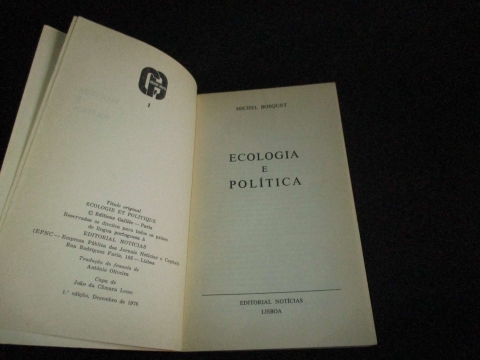 1
Título original
ECOLOGIE ET POLITIQUE
© Éditions Galilée — Paris
Reservados os direitos para todos os países
de língua portuguesa à
EDITORIAL NOTÍCIAS
(EPNC — Empresa Pública dos Jornais Notícias e Capital)
Rua Rodrigues Faria, 103 — Lisboa
Tradução do francês de
António Oliveira
Capa de
João da Câmara Leme
1.ª edição, Dezembro de 1978
MICHEL BOSQUET
ECOLOGIA
E
POLÍTICA
EDITORIAL NOTÍCIAS
LISBOA